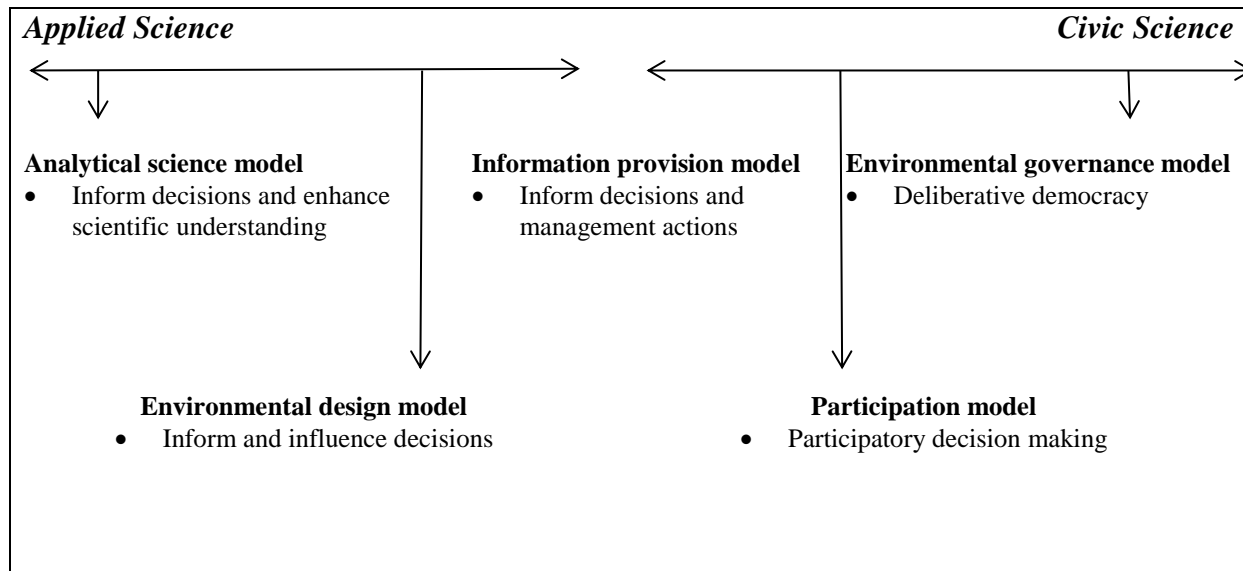 Applied Science
Civic Science
Analytical science model
• Inform decisions and enhance
scientific understanding
Information provision model
• Inform decisions and
management actions
Environmental governance model
• Deliberative democracy
Environmental design model
• Inform and influence decisions
Participation model
• Participatory decision making